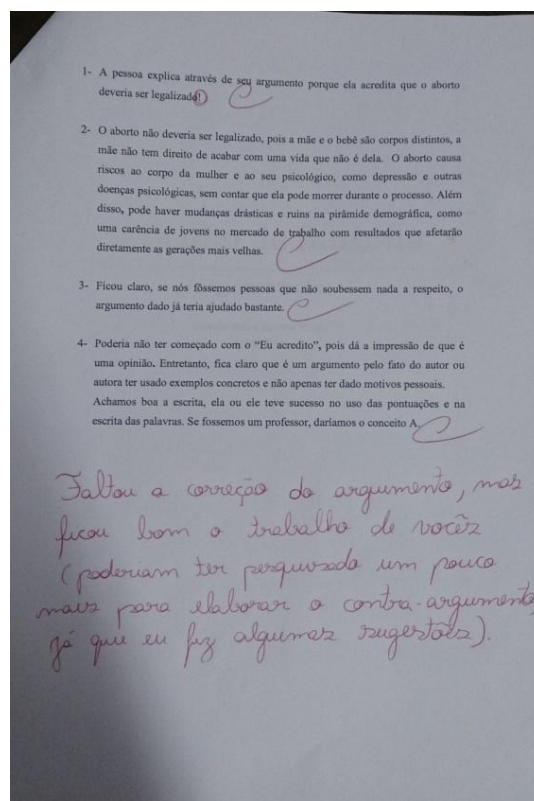 1- A pessoa explica através de seu argumento porque ela acredita que o aborto
deveria ser legalizado!
2- O aborto não deveria ser legalizado, pois a mãe e o bebê são corpos distintos, a
mãe não tem direito de acabar com uma vida que não é dela. O aborto causa
riscos ao corpo da mulher e ao seu psicológico, como depressão e outras
doenças psicológicas, sem contar que ela pode morrer durante o processo. Além
disso, pode haver mudanças drásticas e ruins na pirâmide demográfica, como
uma carência de jovens no mercado de trabalho com resultados que afetarão
diretamente as gerações mais velhas.
3- Ficou claro, se nós fôssemos pessoas que não soubessem nada a respeito, o
argumento dado já teria ajudado bastante.
4- Poderia não ter começado com o “Eu acredito”, pois dá a impressão de que é
uma opinião. Entretanto, fica claro que é um argumento pelo fato do autor ou
autora ter usado exemplos concretos e não apenas ter dado motivos pessoais.
Achamos boa a escrita, ela ou ele teve sucesso no uso das pontuações e na
escrita das palavras. Se fossemos um professor, daríamos o conceito A.
Faltou a correção do argumento, mas
ficou bom o trabalho de vocês
(poderiam ter pesquisado um pouco
mais para elaborar o contra-argumento,
já que eu fiz algumas sugestões).